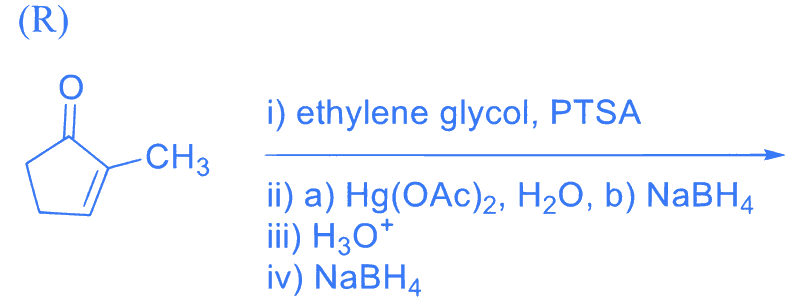 (R)
O
CH₃
i) ethylene glycol, PTSA
ii) a) Hg(OAc)₂, H₂O, b) NaBH₄
iii) H₃O⁺
iv) NaBH₄